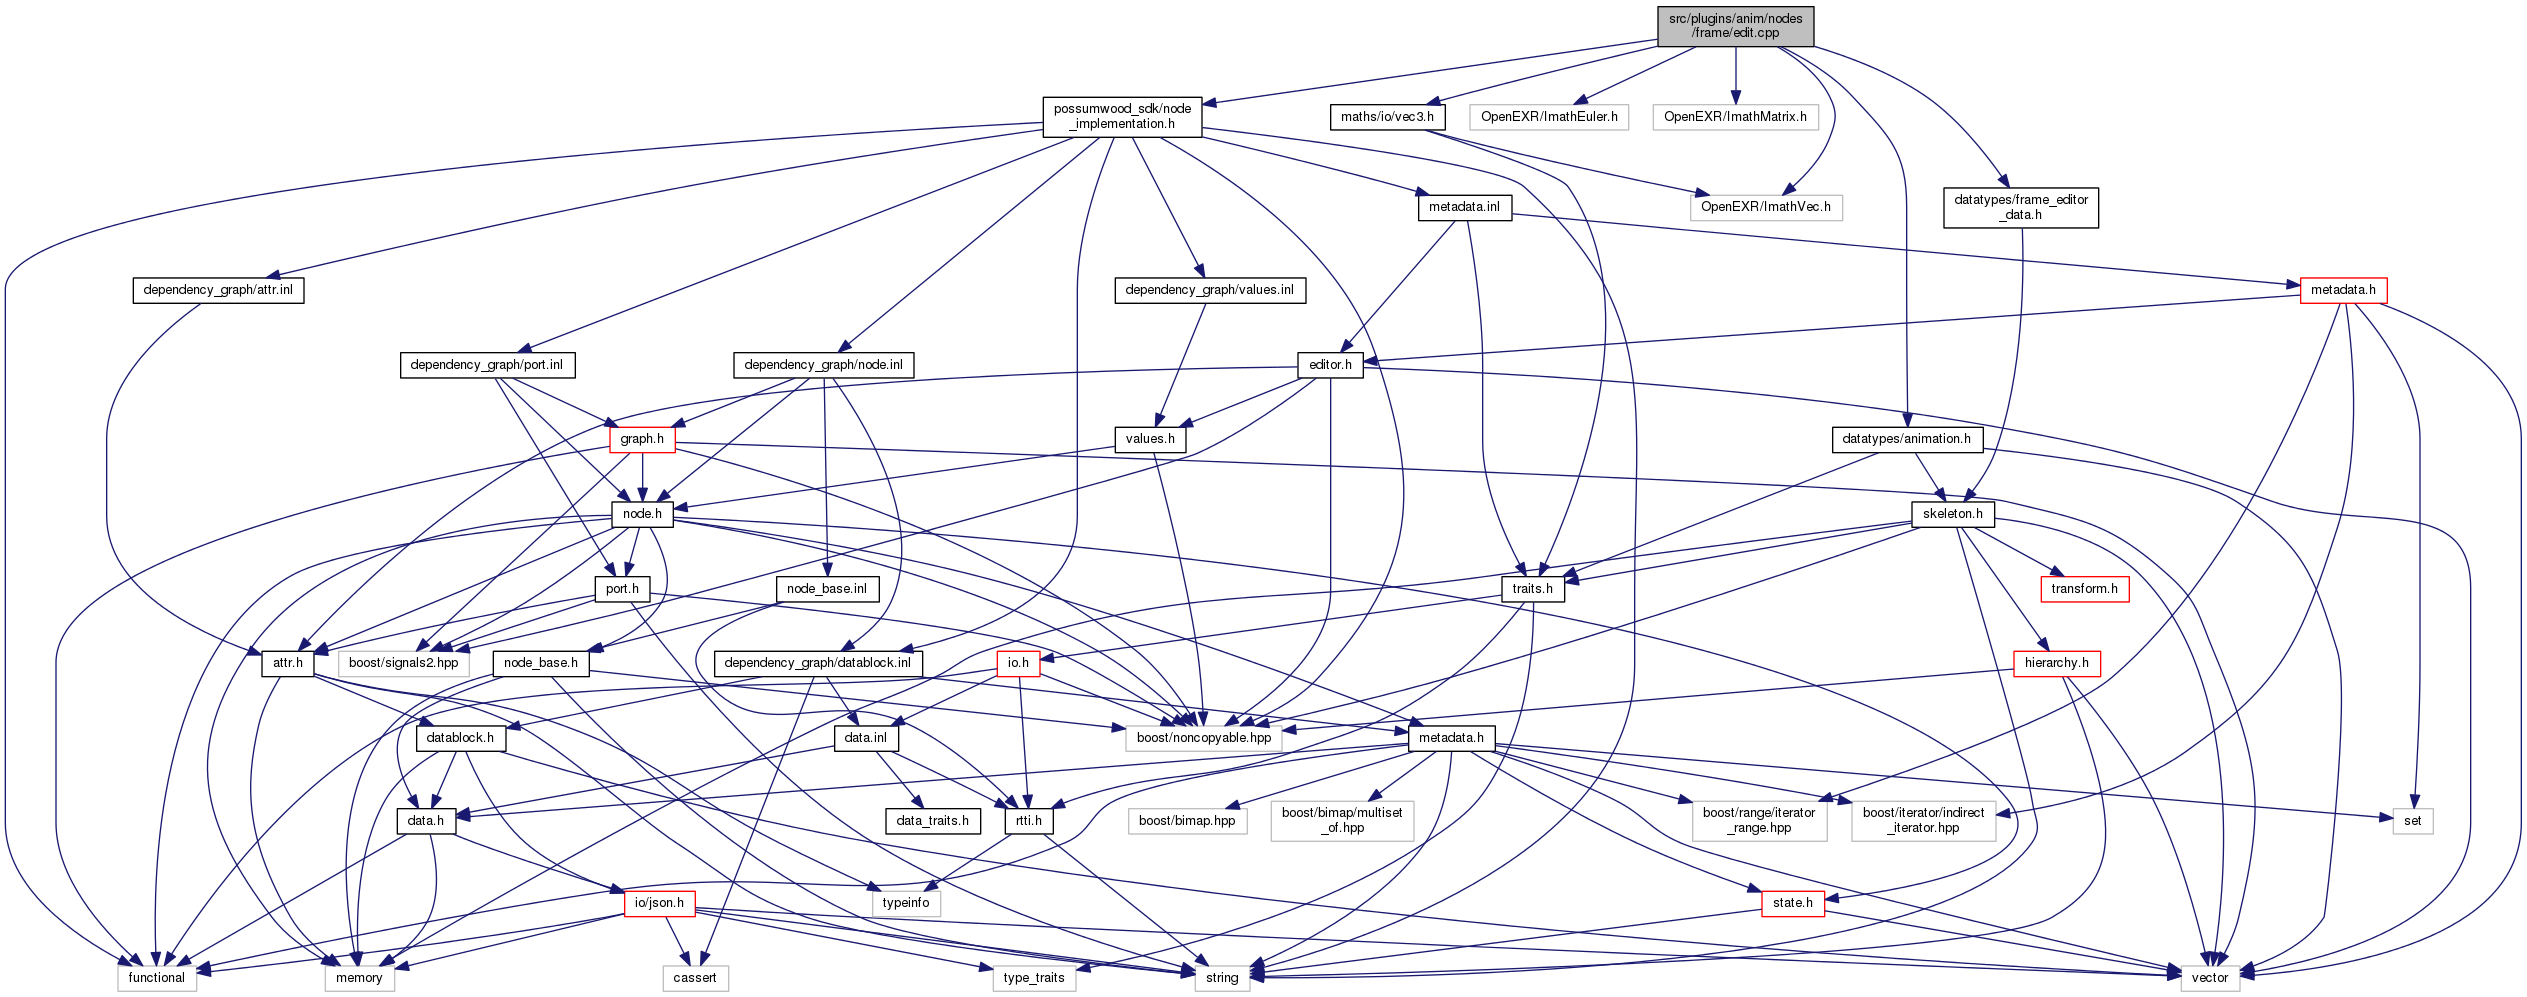 src/plugins/anim/nodes
/frame/edit.cpp
possumwood_sdk/node
_implementation.h
maths/io/vec3.h
OpenEXR/ImathEuler.h
OpenEXR/ImathMatrix.h
metadata.inl
OpenEXR/ImathVec.h
datatypes/frame_editor
_data.h
dependency_graph/attr.inl
dependency_graph/values.inl
metadata.h
dependency_graph/port.inl
dependency_graph/node.inl
editor.h
graph.h
values.h
datatypes/animation.h
node.h
skeleton.h
port.h
node_base.inl
traits.h
transform.h
attr.h
boost/signals2.hpp
node_base.h
dependency_graph/datablock.inl
io.h
hierarchy.h
datablock.h
data.inl
boost/noncopyable.hpp
metadata.h
data.h
data_traits.h
rtti.h
boost/bimap.hpp
boost/bimap/multiset
_of.hpp
boost/range/iterator
_range.hpp
boost/iterator/indirect
_iterator.hpp
set
io/json.h
typeinfo
state.h
functional
memory
cassert
type_traits
string
vector